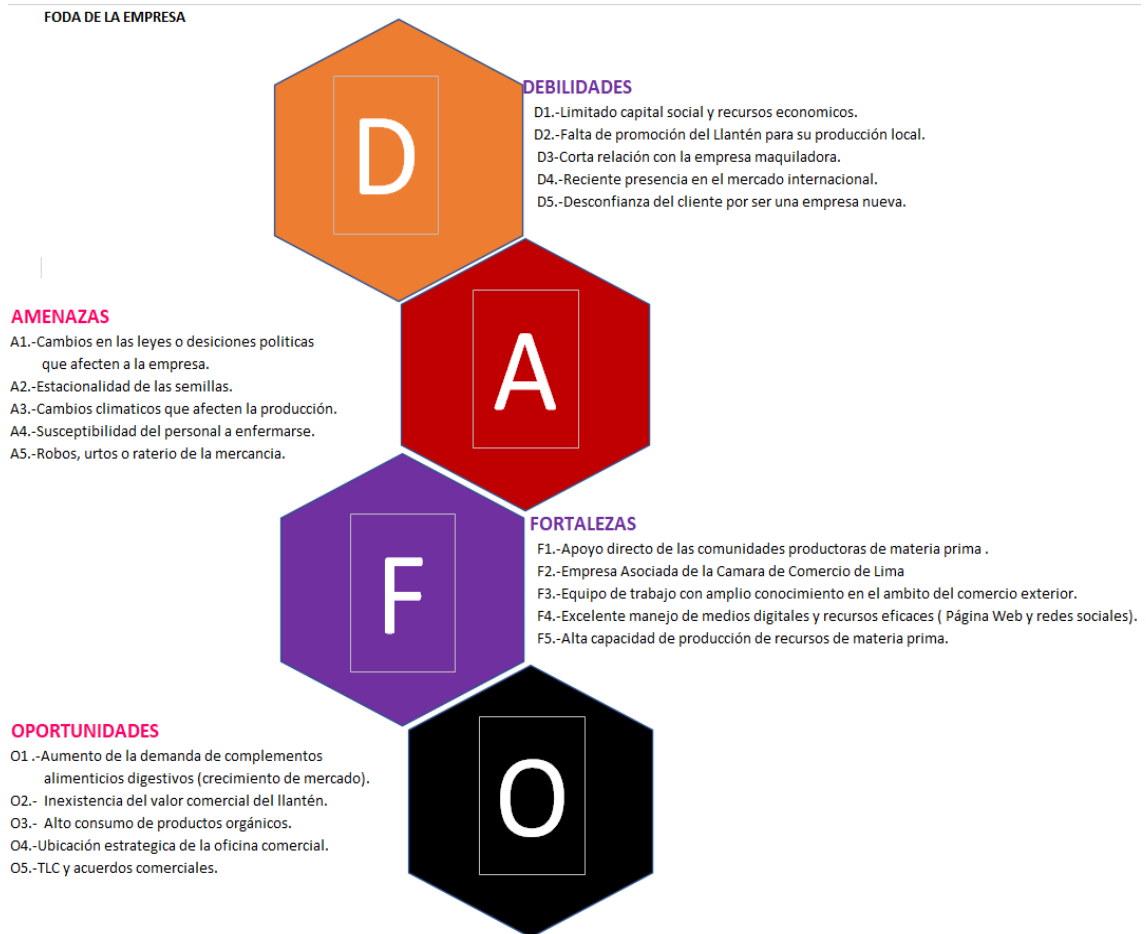 FODA DE LA EMPRESA
D
DEBILIDADES
D1.-Limitado capital social y recursos economicos.
D2.-Falta de promoción del Llantén para su producción local.
D3-Corta relación con la empresa maquiladora.
D4.-Reciente presencia en el mercado internacional.
D5.-Desconfianza del cliente por ser una empresa nueva.
A
AMENAZAS
A1.-Cambios en las leyes o desiciones politicas
que afecten a la empresa.
A2.-Estacionalidad de las semillas.
A3.-Cambios climaticos que afecten la producción.
A4.-Susceptibilidad del personal a enfermarse.
A5.-Robos, urtos o raterio de la mercancia.
F
FORTALEZAS
F1.-Apoyo directo de las comunidades productoras de materia prima .
F2.-Empresa Asociada de la Camara de Comercio de Lima
F3.-Equipo de trabajo con amplio conocimiento en el ambito del comercio exterior.
F4.-Excelente manejo de medios digitales y recursos eficaces ( Página Web y redes sociales).
F5.-Alta capacidad de producción de recursos de materia prima.
O
OPORTUNIDADES
O1 .-Aumento de la demanda de complementos
alimenticios digestivos (crecimiento de mercado).
O2.- Inexistencia del valor comercial del llantén.
O3.- Alto consumo de productos orgánicos.
O4.-Ubicación estrategica de la oficina comercial.
O5.-TLC y acuerdos comerciales.